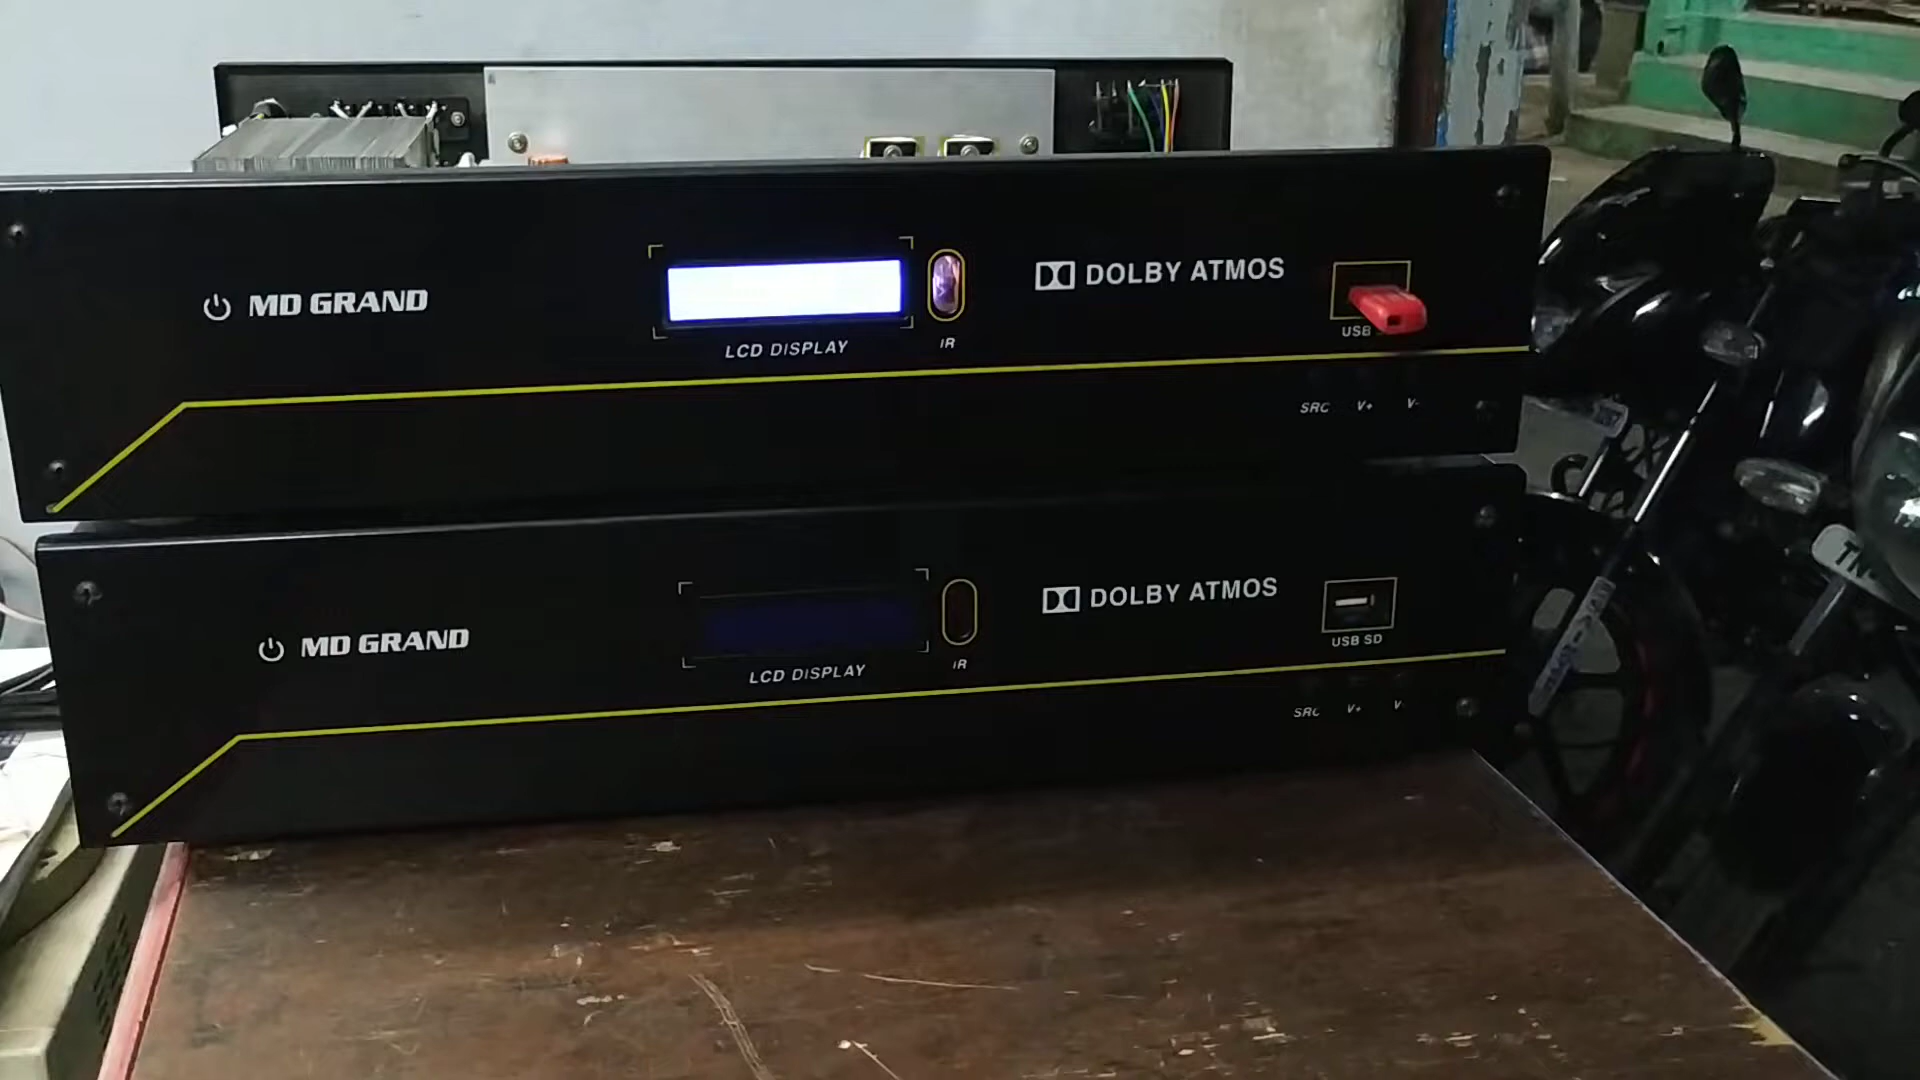 MD GRAND
LCD DISPLAY
IR
DOLBY ATMOS
USB
SRC V+ V-
MD GRAND
LCD DISPLAY
IR
DOLBY ATMOS
USB SD
SRC V+ V-
TN